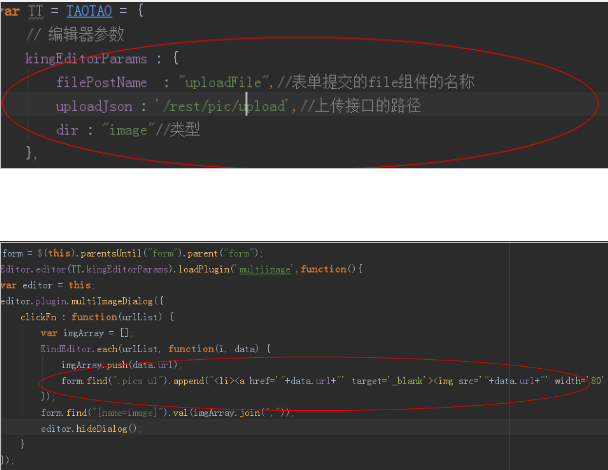 var TT = TAOTAO = {
// 编辑器参数
kingEditorParams : {
filePostName : "uploadFile",//表单提交的file组件的名称
uploadJson : '/rest/pic/upload',//上传接口的路径
dir : "image"//类型
},
form = $(this).parentsUntil("form").parent("form");
Editor.editor(TT.kingEditorParams).loadPlugin('multiimage',function(){
var editor = this;
editor.plugin.multiImageDialog({
clickFn : function(urlList) {
var imgArray = [];
KindEditor.each(urlList, function(i, data) {
imgArray.push(data.url);
form.find(".pics ul").append("<li><a href='"+data.url+"' target='_blank'><img src='"+data.url+"' width='80'
});
form.find("[name=image]").val(imgArray.join(","));
editor.hideDialog();
}
});